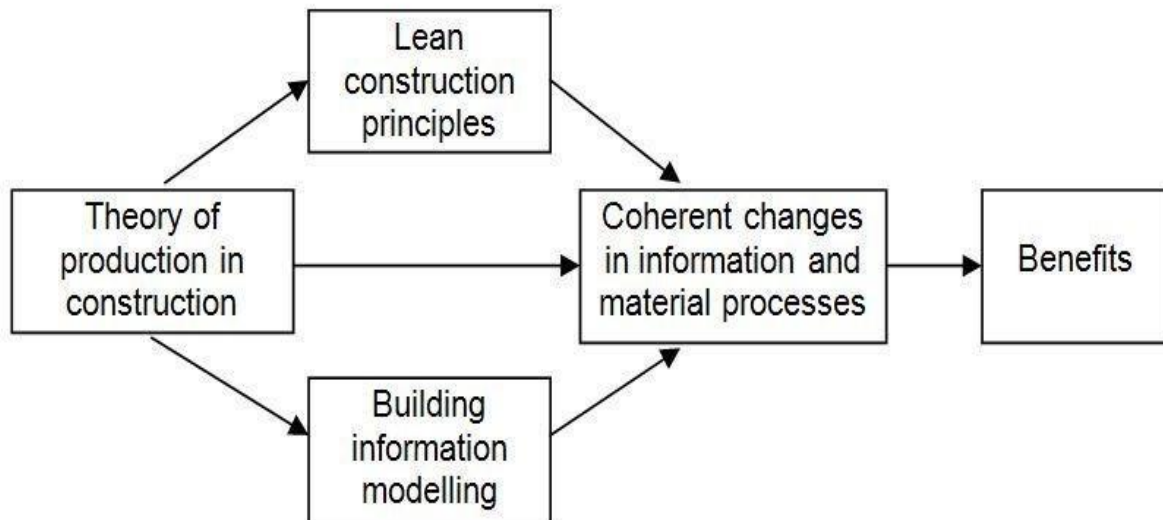 Lean
construction
principles
Theory of
production in
construction
Coherent changes
in information and
material processes
Benefits
Building
information
modelling